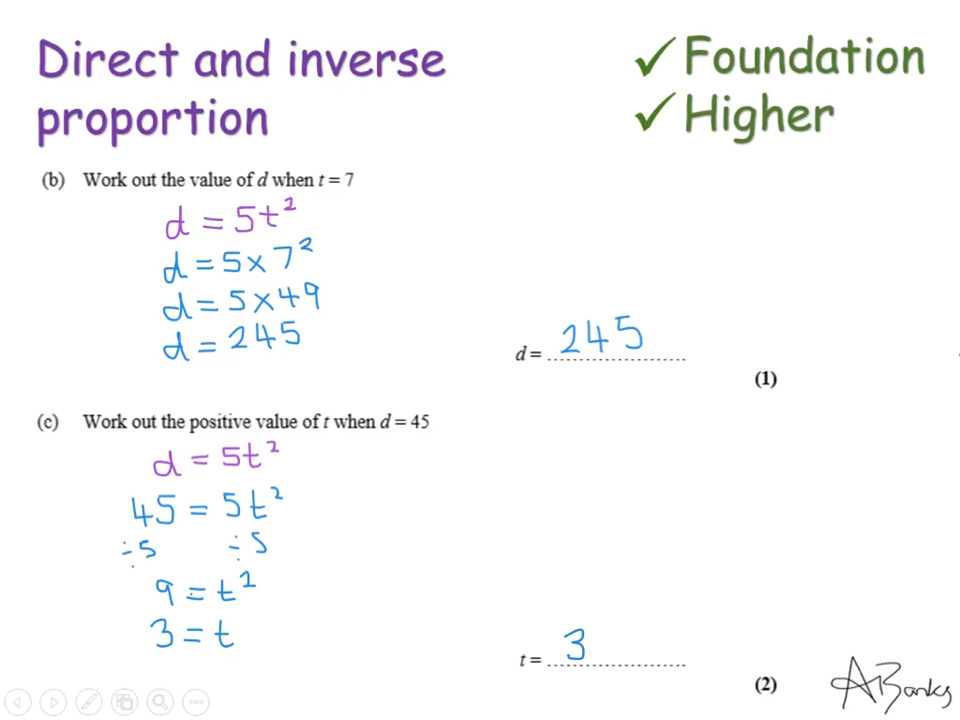 Direct and inverse
proportion
✓ Foundation
✓ Higher
(b) Work out the value of d when t = 7
d = 5t²
d = 5 × 7²
d = 5 × 49
d = 245
d = 245
(1)
(c) Work out the positive value of t when d = 45
d = 5t²
45 = 5t²
÷5 ÷5
9 = t²
3 = t
t = 3
(2)
ABanks